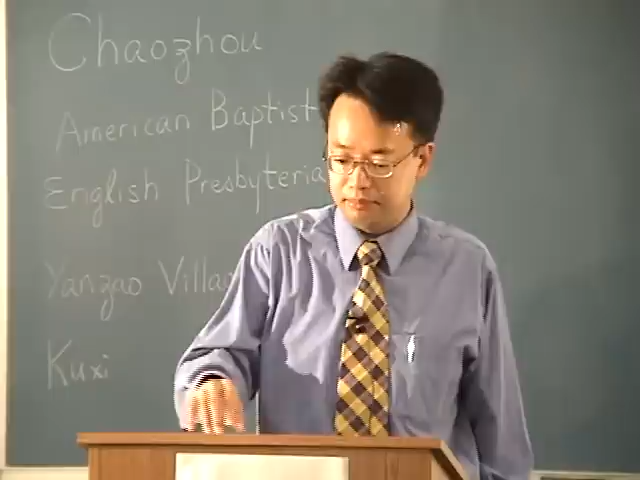 Chaozhou
American Baptist
English Presbyteria
Yanzao Villa
Kuxi